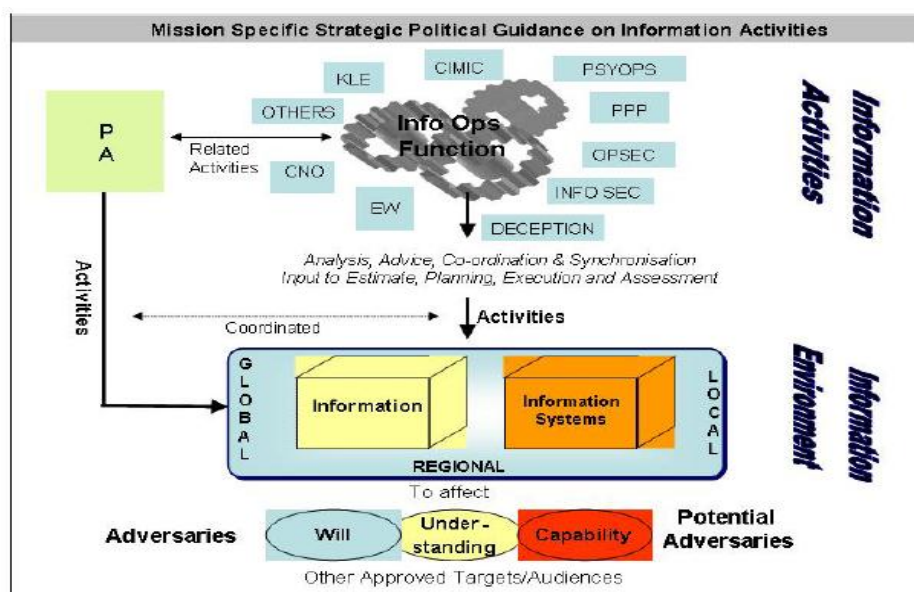 Mission Specific Strategic Political Guidance on Information Activities
KLE
CIMIC
PSYOPS
OTHERS
PPP
P
A
Info Ops
Function
Related
Activities
CNO
OPSEC
EW
INFO SEC
DECEPTION
Information
Activities
Analysis, Advice, Co-ordination & Synchronisation
Input to Estimate, Planning, Execution and Assessment
Activities
Coordinated
Activities
GLOBAL
Information
Information
Systems
LOCAL
REGIONAL
Information
Environment
To affect
Adversaries
Will
Under-
standing
Capability
Potential
Adversaries
Other Approved Targets/Audiences